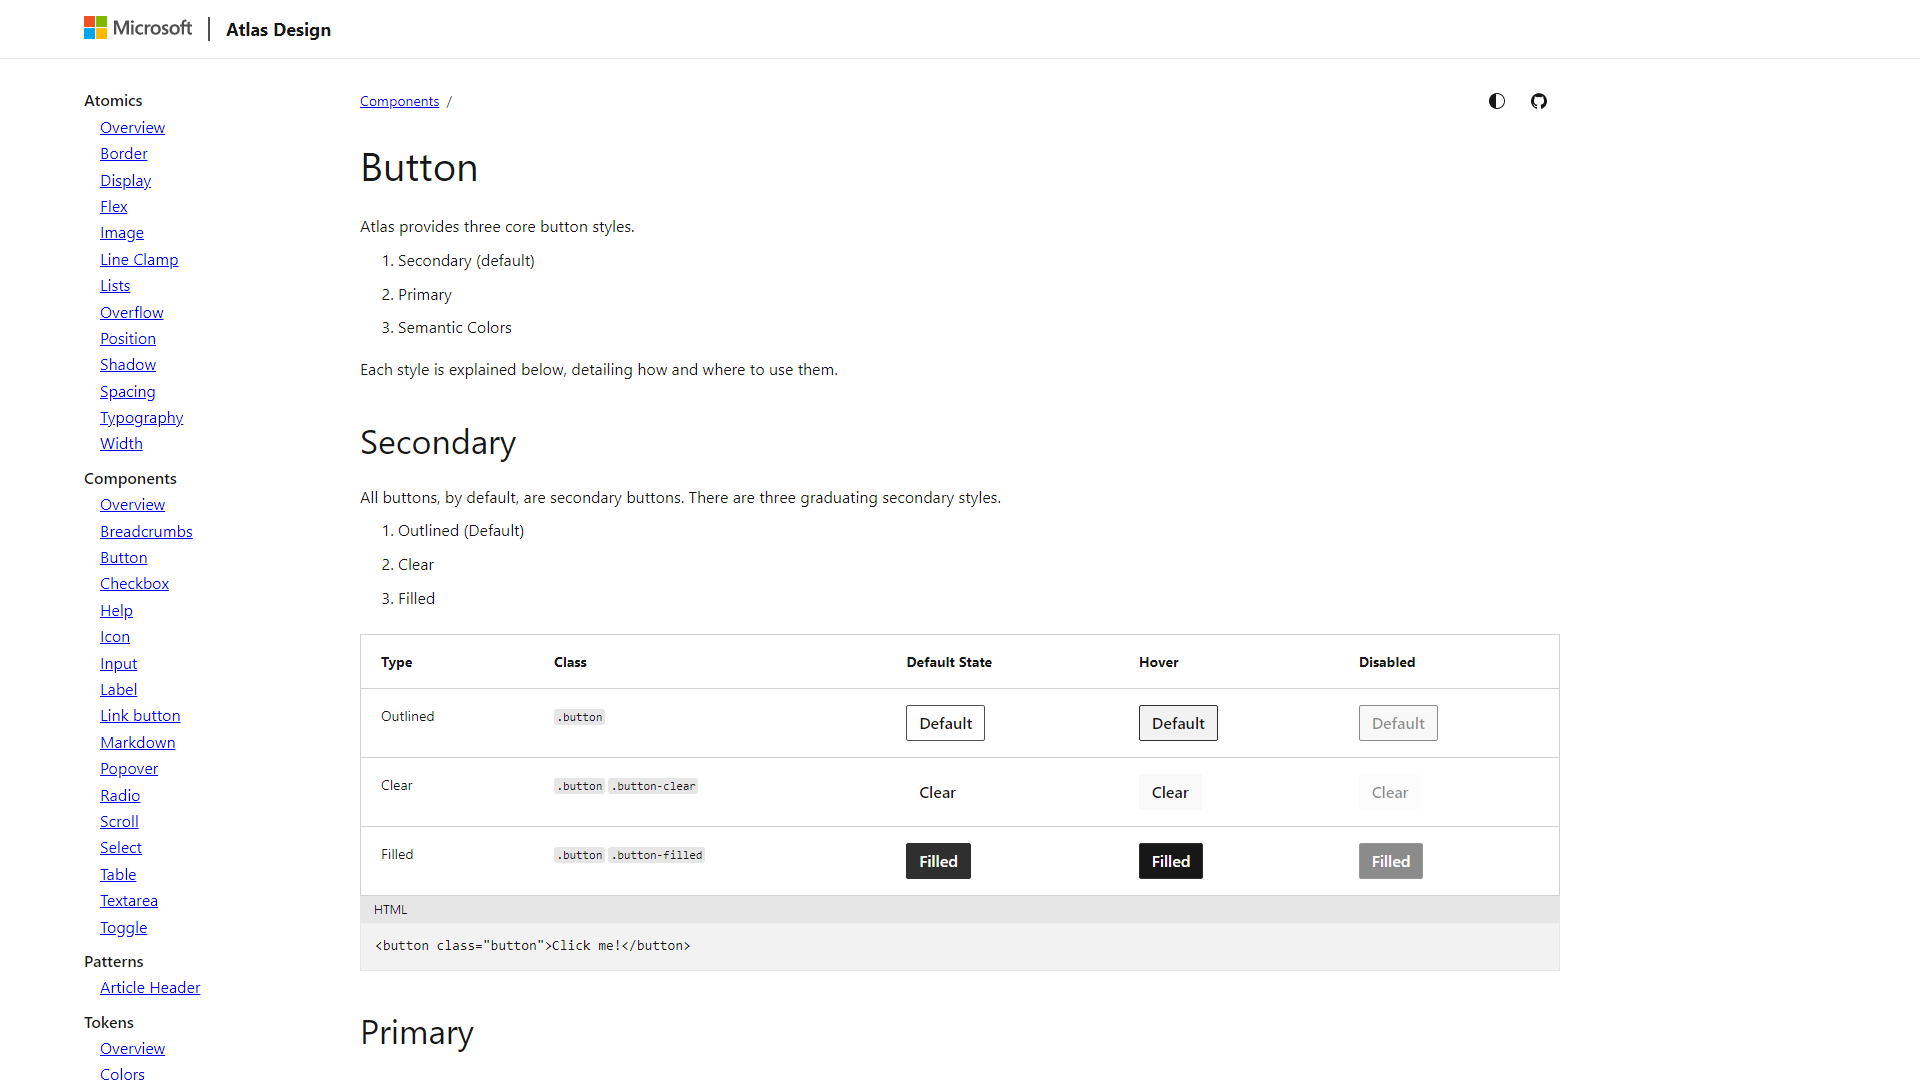 Microsoft
Atlas Design
Atomics
Overview
Border
Display
Flex
Image
Line Clamp
Lists
Overflow
Position
Shadow
Spacing
Typography
Width
Components
Overview
Breadcrumbs
Button
Checkbox
Help
Icon
Input
Label
Link button
Markdown
Popover
Radio
Scroll
Select
Table
Textarea
Toggle
Patterns
Article Header
Tokens
Overview
Colors
Components /
Button
Atlas provides three core button styles.
1. Secondary (default)
2. Primary
3. Semantic Colors
Each style is explained below, detailing how and where to use them.
Secondary
All buttons, by default, are secondary buttons. There are three graduating secondary styles.
1. Outlined (Default)
2. Clear
3. Filled
Type Class Default State Hover Disabled
Outlined .button Default Default Default
Clear .button .button-clear Clear Clear Clear
Filled .button .button-filled Filled Filled Filled
HTML
<button class="button">Click me!</button>
Primary